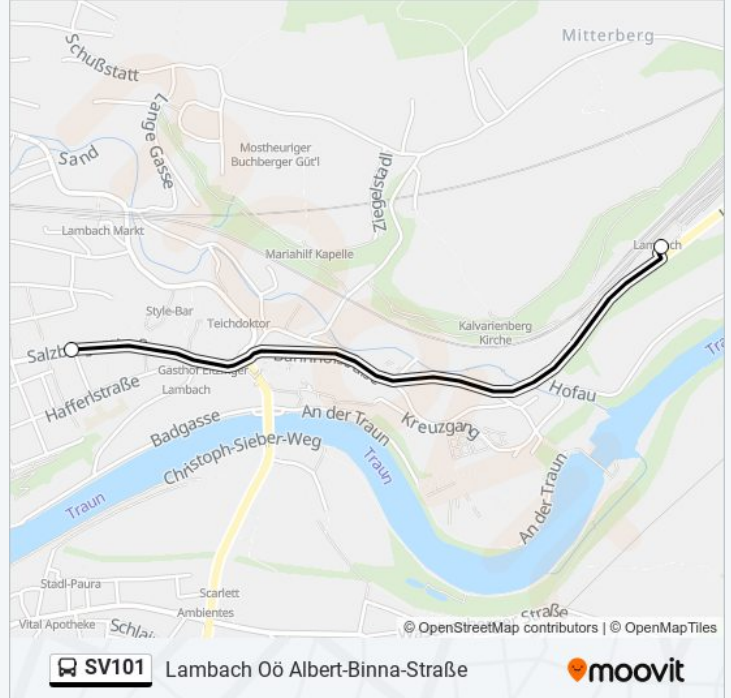 Mitterberg
Schußstatt
Lange Gasse
Mostheuriger
Buchberger Güt'l
Sand
Ziegelstadl
Lambach Markt
Lambach
Mariahilf Kapelle
Style-Bar
Teichdoktor
Kalvarienberg
Kirche
Gasthof
Lambach
Hafferlstraße
Hofau
Badgasse
An der Traun
Kreuzgang
Christoph-Sieber-Weg
Traun
Traun
An der Traun
Stadl-Paura
Scarlett
Ambientes
Vital Apotheke
Straße
© OpenStreetMap contributors | © OpenMapTiles
SV101
Lambach Oö Albert-Binna-Straße
moovit